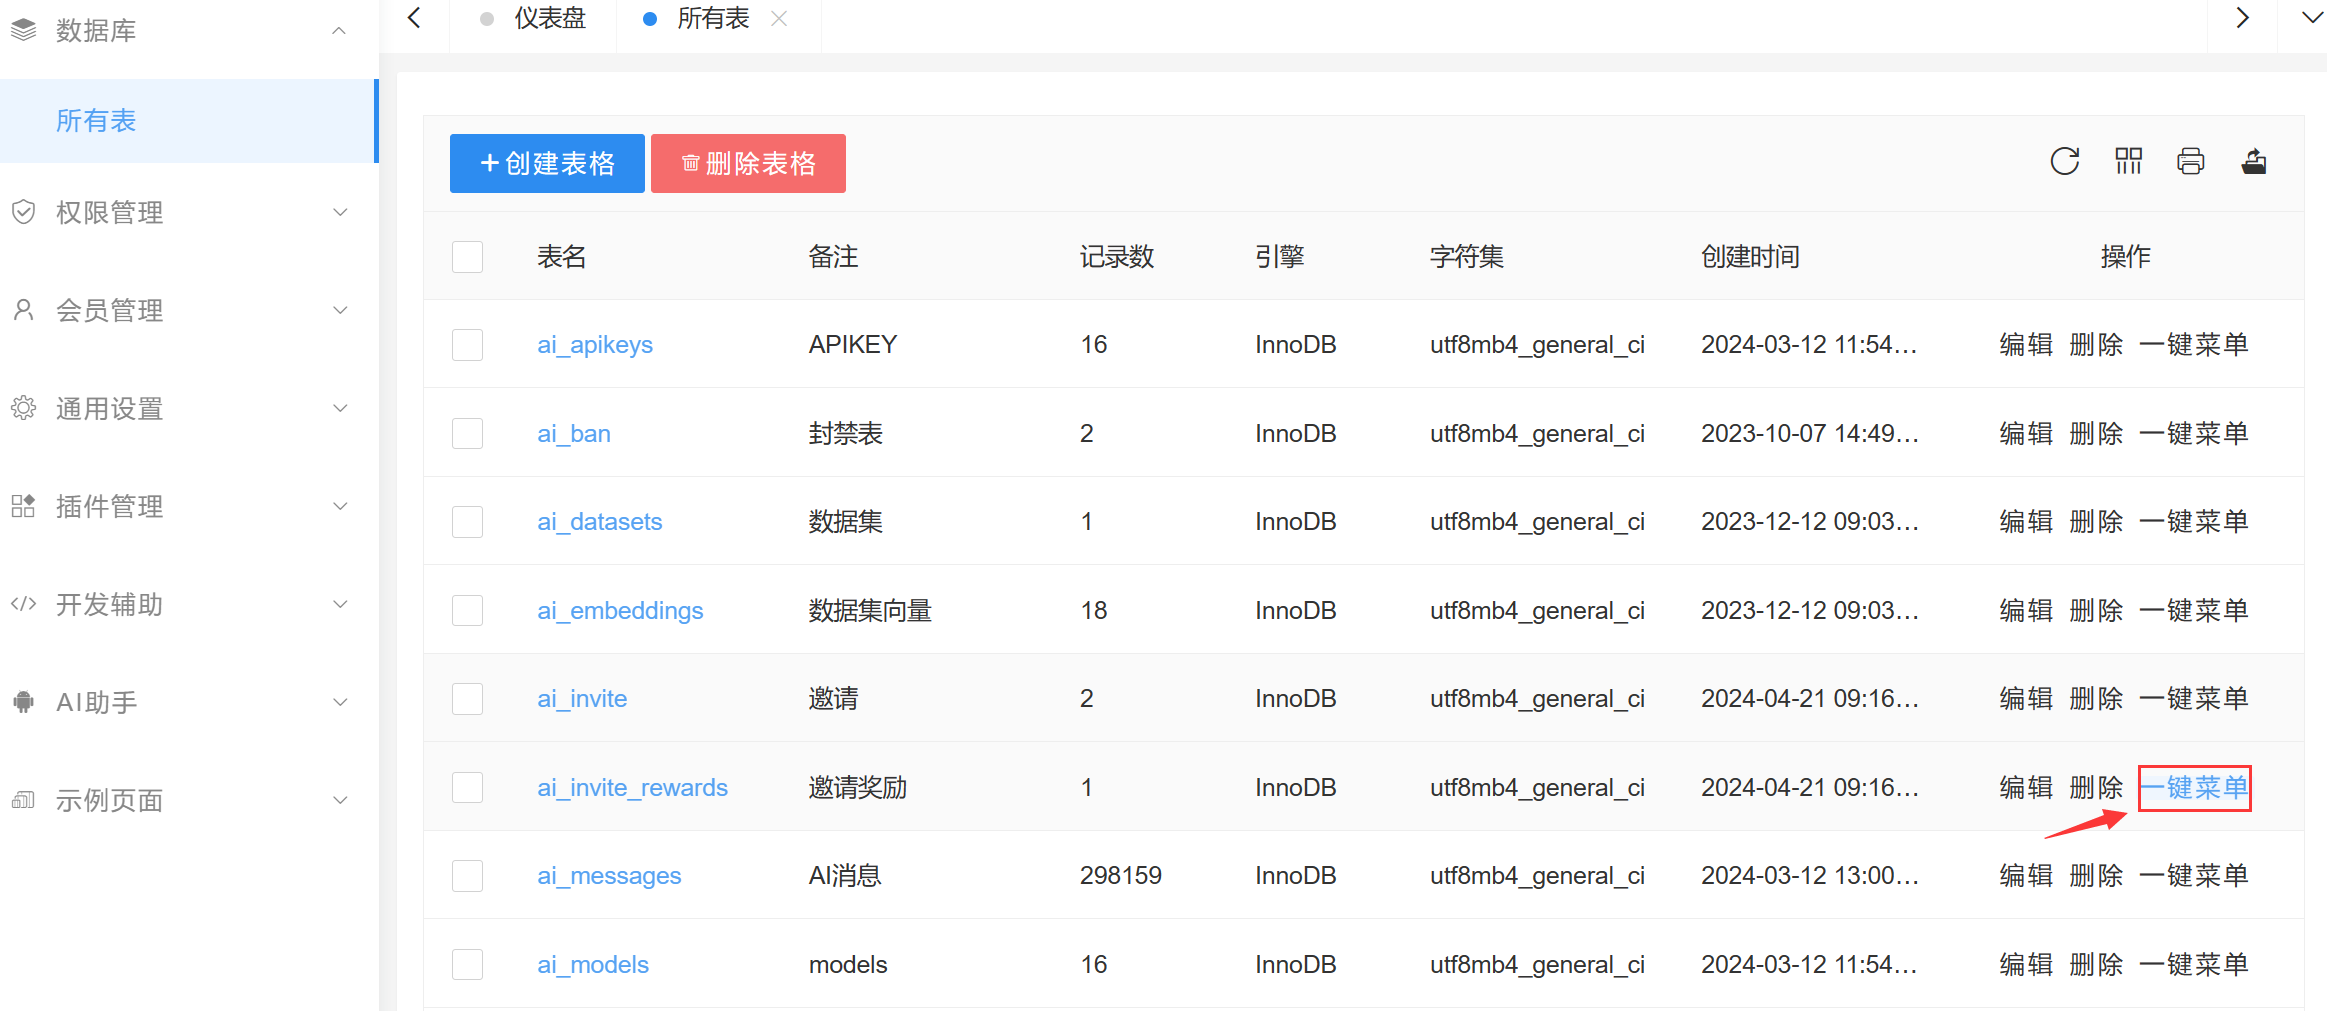 数据库
仪表盘
所有表
所有表
权限管理
会员管理
通用设置
插件管理
开发辅助
AI助手
示例页面
创建表格 删除表格
表名 备注 记录数 引擎 字符集 创建时间 操作
ai_apikeys APIKEY 16 InnoDB utf8mb4_general_ci 2024-03-12 11:54... 编辑 删除 一键菜单
ai_ban 封禁表 2 InnoDB utf8mb4_general_ci 2023-10-07 14:49... 编辑 删除 一键菜单
ai_datasets 数据集 1 InnoDB utf8mb4_general_ci 2023-12-12 09:03... 编辑 删除 一键菜单
ai_embeddings 数据集向量 18 InnoDB utf8mb4_general_ci 2023-12-12 09:03... 编辑 删除 一键菜单
ai_invite 邀请 2 InnoDB utf8mb4_general_ci 2024-04-21 09:16... 编辑 删除 一键菜单
ai_invite_rewards 邀请奖励 1 InnoDB utf8mb4_general_ci 2024-04-21 09:16... 编辑 删除 一键菜单
ai_messages AI消息 298159 InnoDB utf8mb4_general_ci 2024-03-12 13:00... 编辑 删除 一键菜单
ai_models models 16 InnoDB utf8mb4_general_ci 2024-03-12 11:54... 编辑 删除 一键菜单